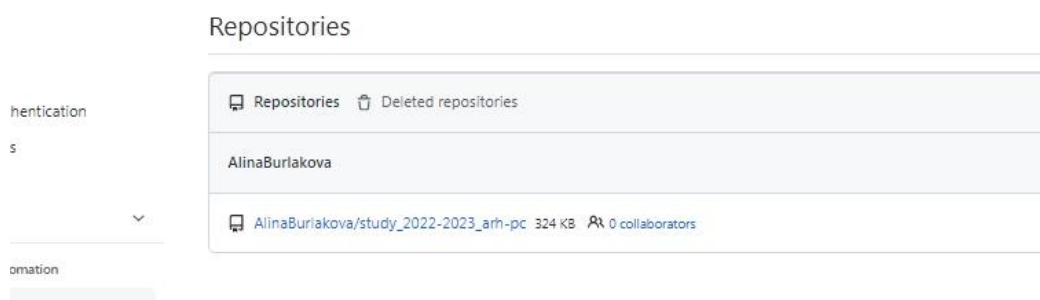 Repositories
hentication
s
omation
Repositories Deleted repositories
AlinaBurlakova
AlinaBurlakova/study_2022-2023_arh-pc 324 KB 0 collaborators